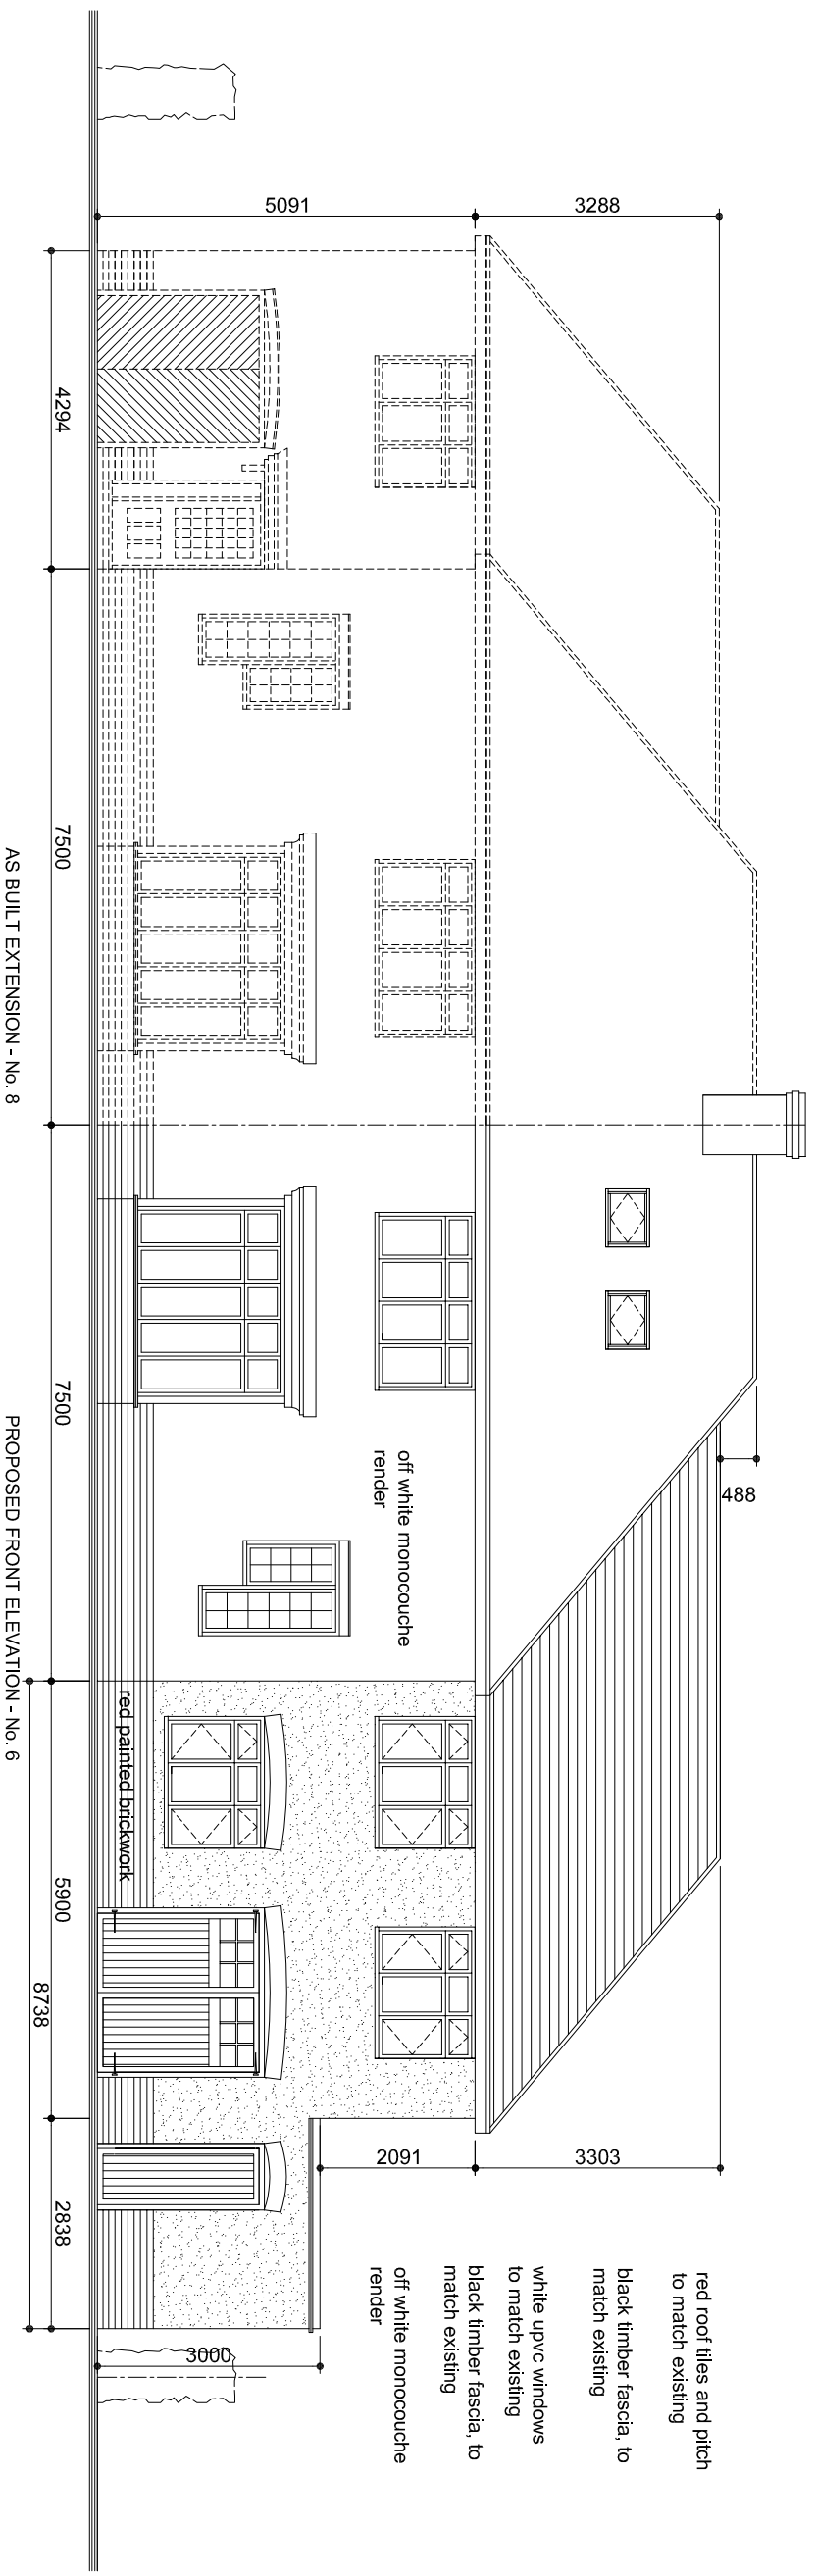 5091
3288
4294
7500
AS BUILT EXTENSION - No. 8
7500
488
off white monocouche
render
PROPOSED FRONT ELEVATION - No. 6
red painted brickwork
5900
8738
2838
2091
3303
3000
red roof tiles and pitch
to match existing
black timber fascia, to
match existing
white upvc windows
to match existing
black timber fascia, to
match existing
off white monocouche
render